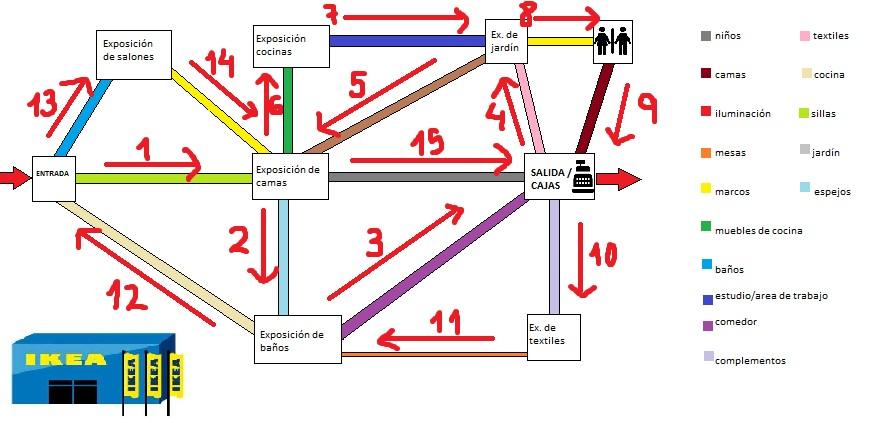 7
8
Exposición
de salones
Exposición
cocinas
Ex. de
jardín
14
13
6
5
4
9
1
15
ENTRADA
Exposición de
camas
SALIDA /
CAJAS
2
3
10
12
11
Exposición de
baños
Ex. de
textiles
IKEA
IKEA
IKEA
IKEA
niños
textiles
camas
cocina
iluminación
sillas
mesas
jardín
marcos
espejos
muebles de cocina
baños
estudio/area de trabajo
comedor
complementos